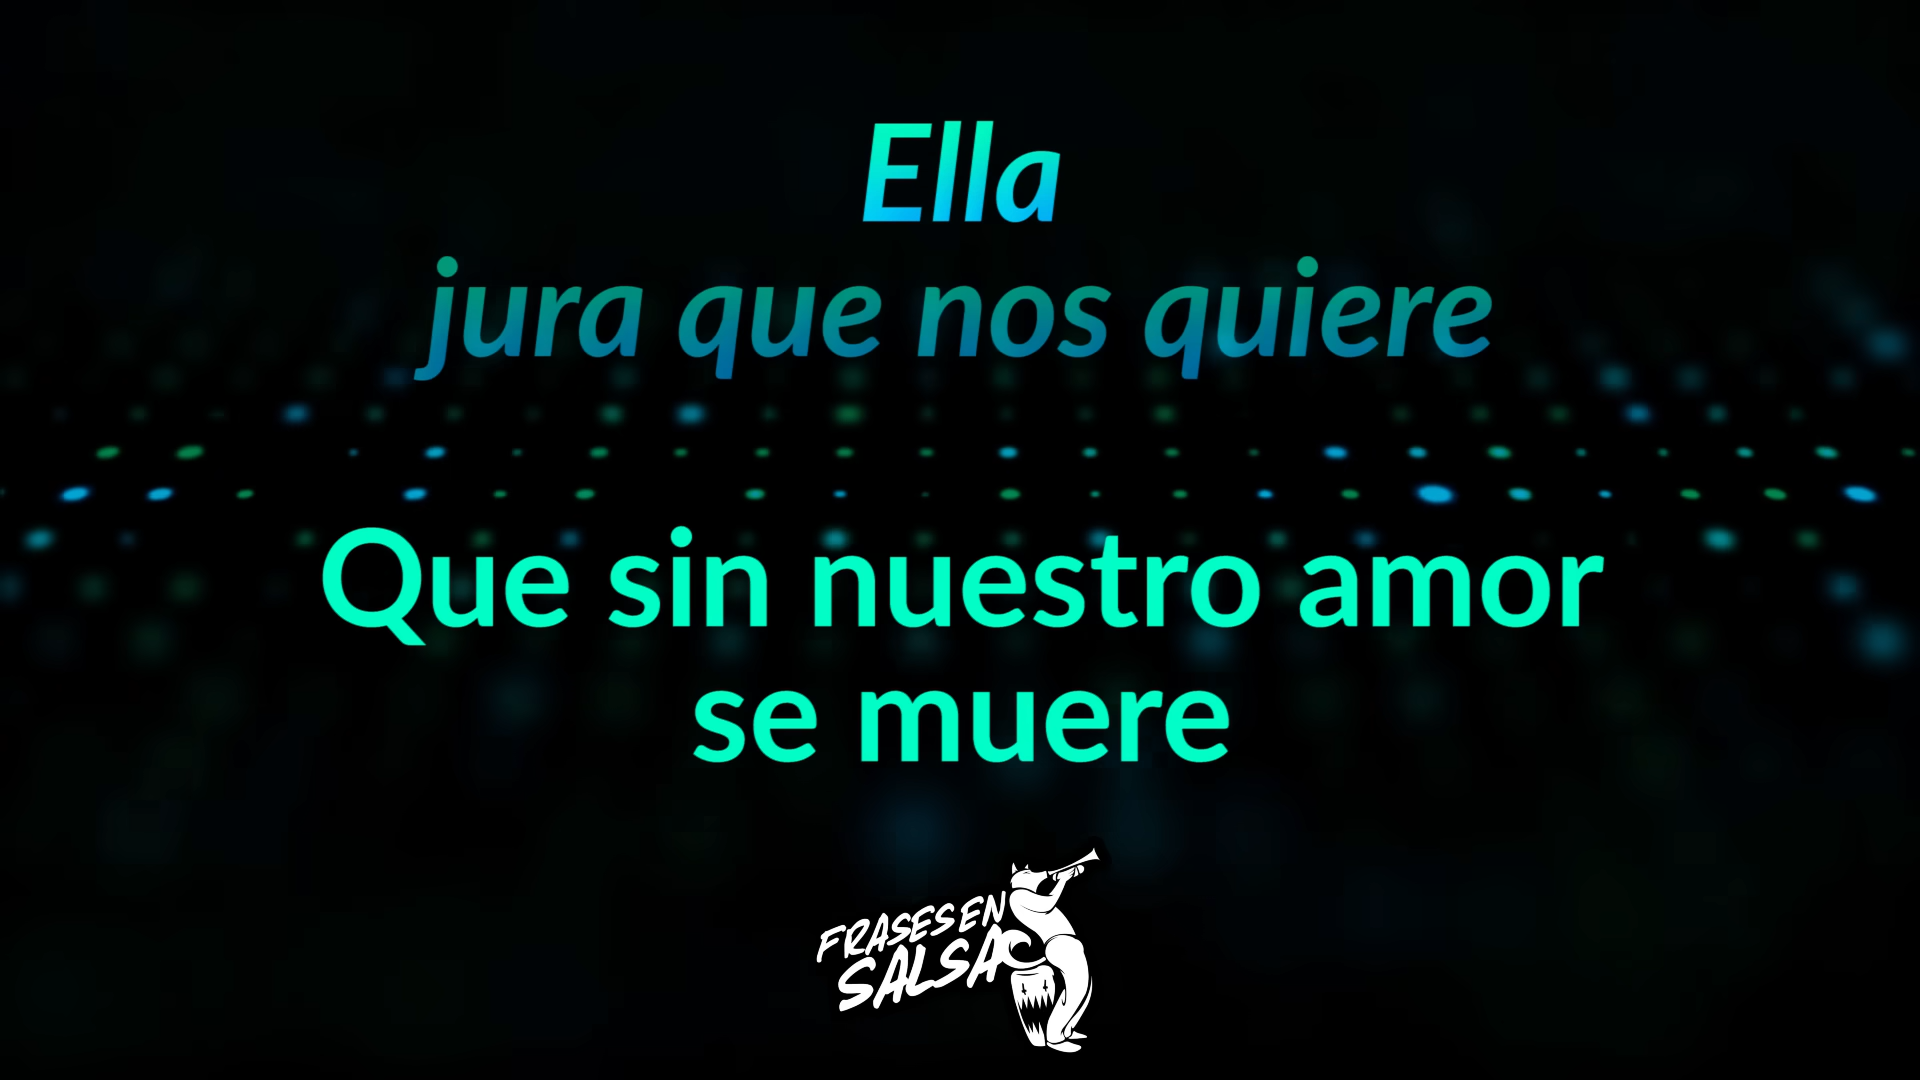 Ella
jura que nos quiere
Que sin nuestro amor
se muere
FRASES EN
SALSA